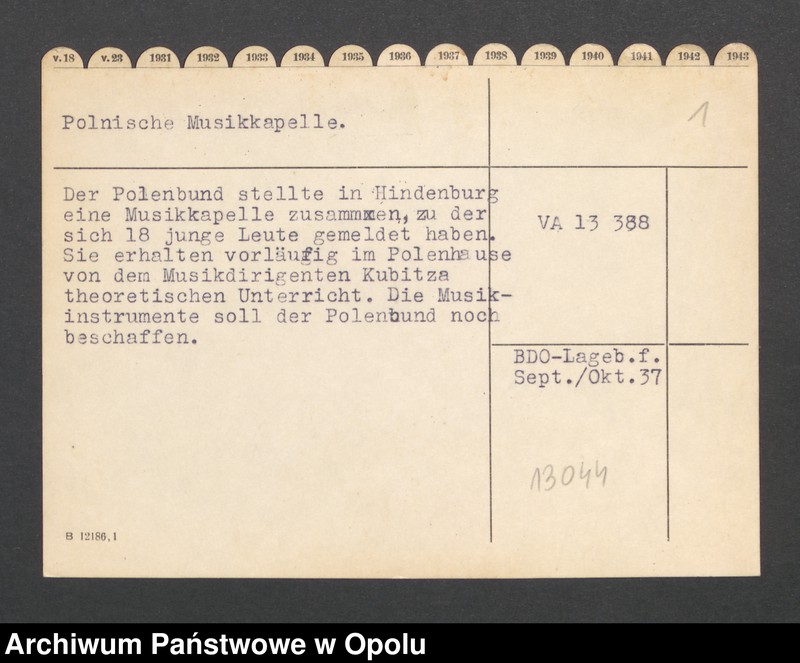 v.18 v.23 1931 1932 1933 1934 1935 1936 1937 1938 1939 1940 1941 1942 1943
Polnische Musikkapelle.
1
Der Polenbund stellte in Hindenburg
eine Musikkapelle zusammxen, zu der
sich 18 junge Leute gemeldet haben.
Sie erhalten vorläufig im Polenhause
von dem Musikdirigenten Kubitza
theoretischen Unterricht. Die Musik-
instrumente soll der Polenbund noch
beschaffen.
VA 13 388
BDO-Lageb.f.
Sept./Okt.37
13044
B 12186,1
Archiwum Państwowe w Opolu